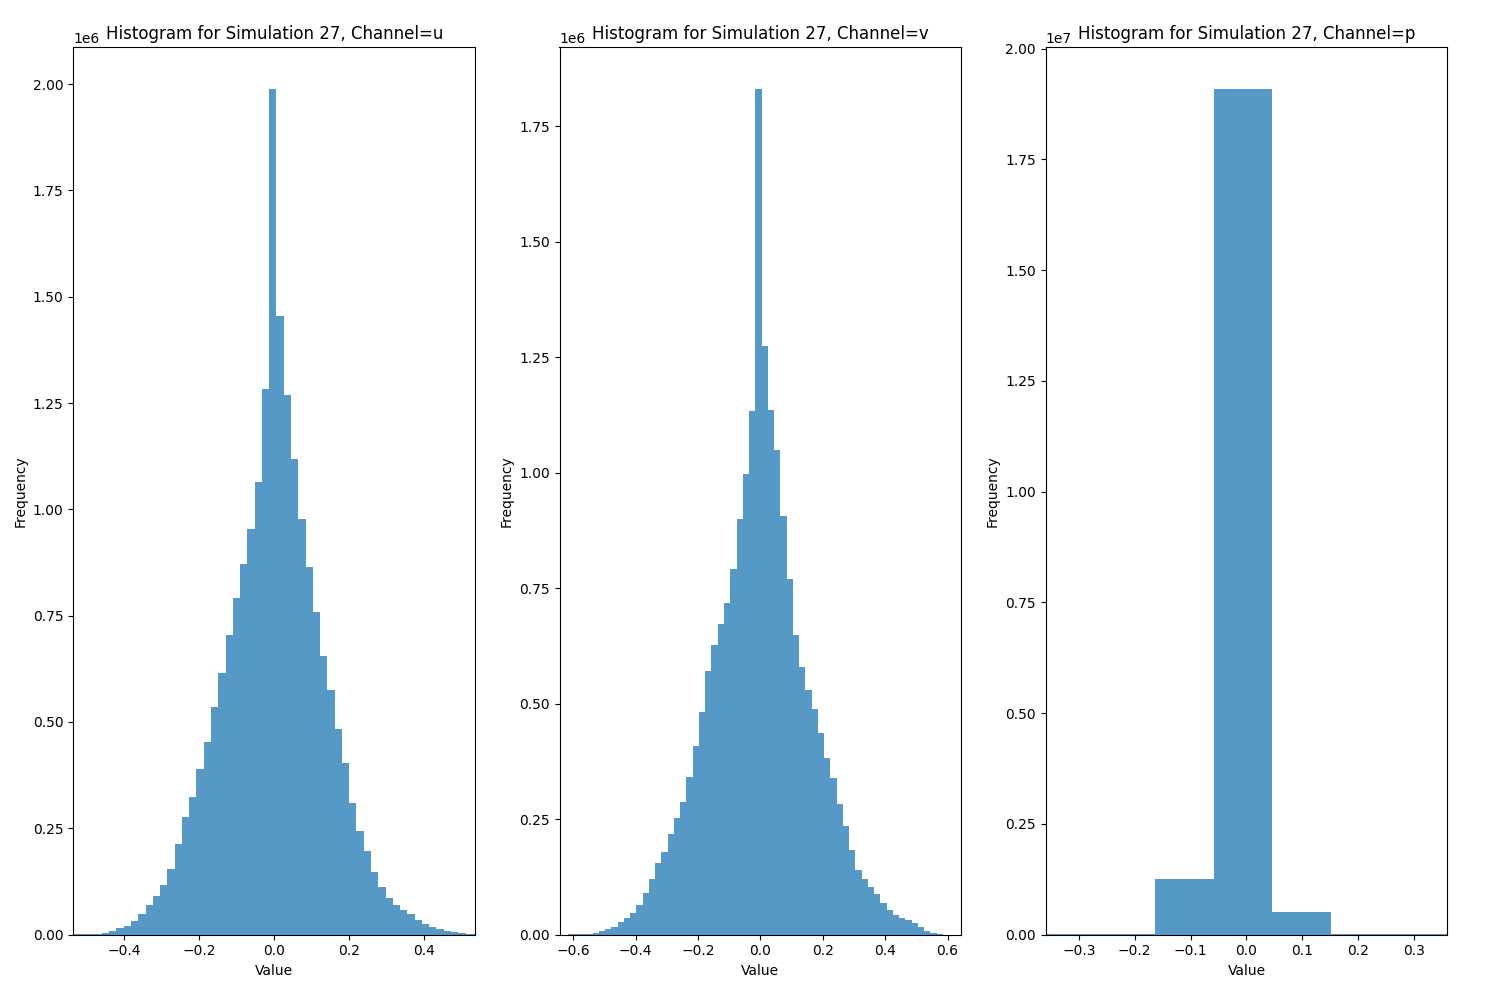 Histogram for Simulation 27, Channel=u
1e6
2.00
1.75
1.50
1.25
1.00
0.75
0.50
0.25
0.00
Frequency
−0.4 −0.2 0.0 0.2 0.4
Value
Histogram for Simulation 27, Channel=v
1e6
1.75
1.50
1.25
1.00
0.75
0.50
0.25
0.00
Frequency
−0.6 −0.4 −0.2 0.0 0.2 0.4 0.6
Value
Histogram for Simulation 27, Channel=p
1e7
2.00
1.75
1.50
1.25
1.00
0.75
0.50
0.25
0.00
Frequency
−0.3 −0.2 −0.1 0.0 0.1 0.2 0.3
Value